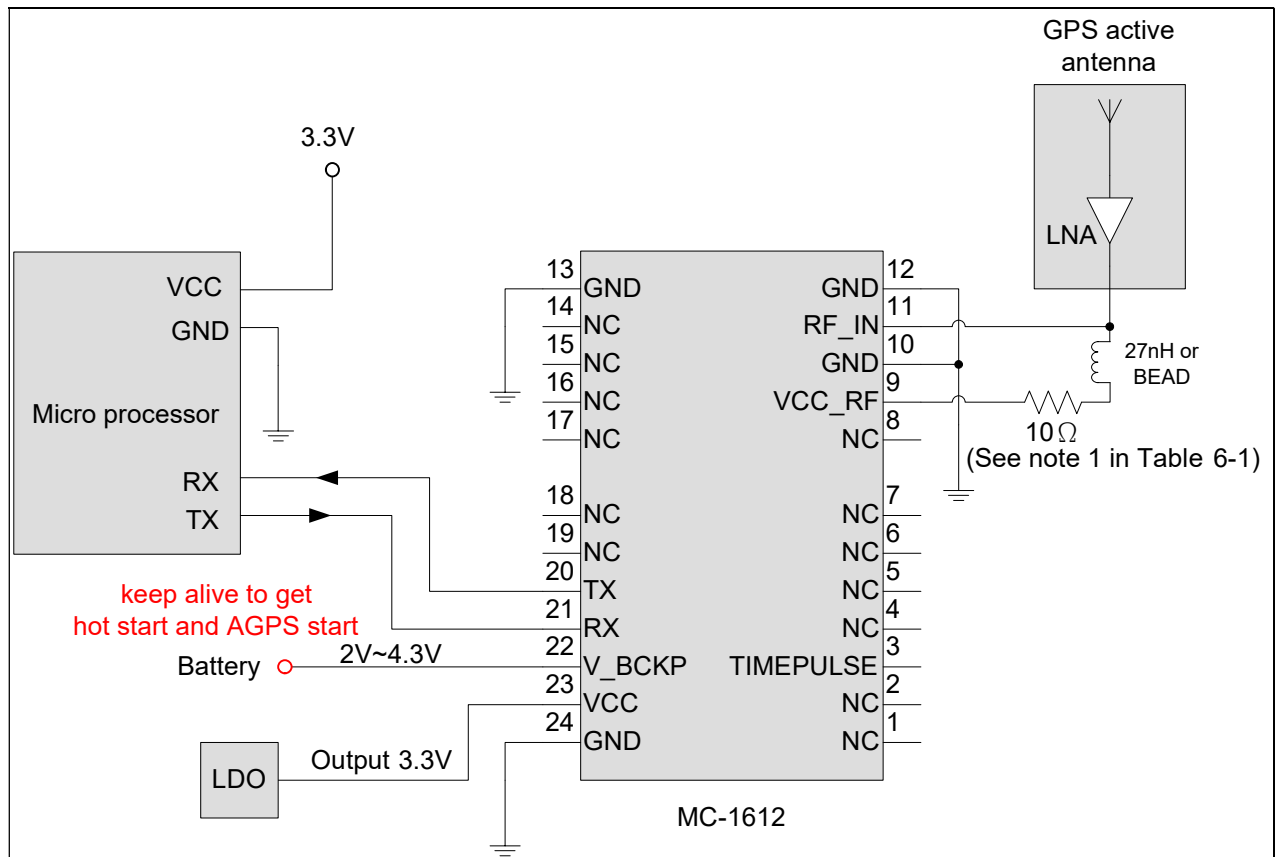 GPS active
antenna
LNA
3.3V
VCC
GND
Micro processor
RX
TX
13
GND
14
NC
15
NC
16
NC
17
NC
18
NC
19
NC
20
TX
21
RX
22
V_BCKP
23
VCC
24
GND
12
GND
11
RF_IN
10
GND
9
VCC_RF
8
NC
7
NC
6
NC
5
NC
4
NC
3
TIMEPULSE
2
NC
1
NC
27nH or
BEAD
10Ω
(See note 1 in Table 6-1)
keep alive to get
hot start and AGPS start
Battery
2V~4.3V
LDO
Output 3.3V
MC-1612